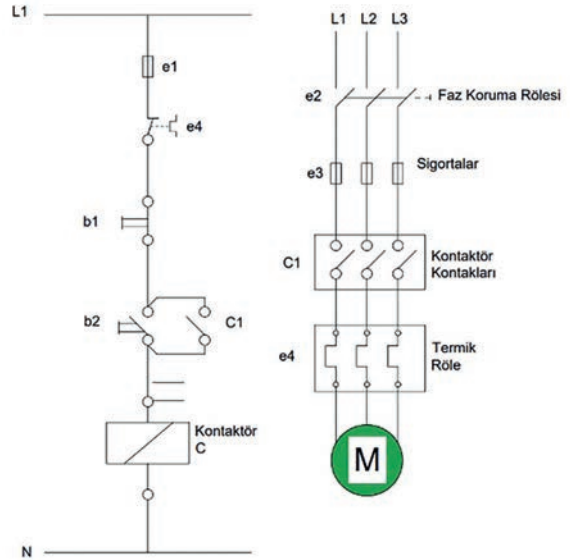 L1
e1
e4
b1
b2
C1
Kontaktör
C
N
L1 L2 L3
e2
Faz Koruma Rölesi
e3
Sigortalar
C1
Kontaktör
Kontakları
e4
Termik
Röle
M